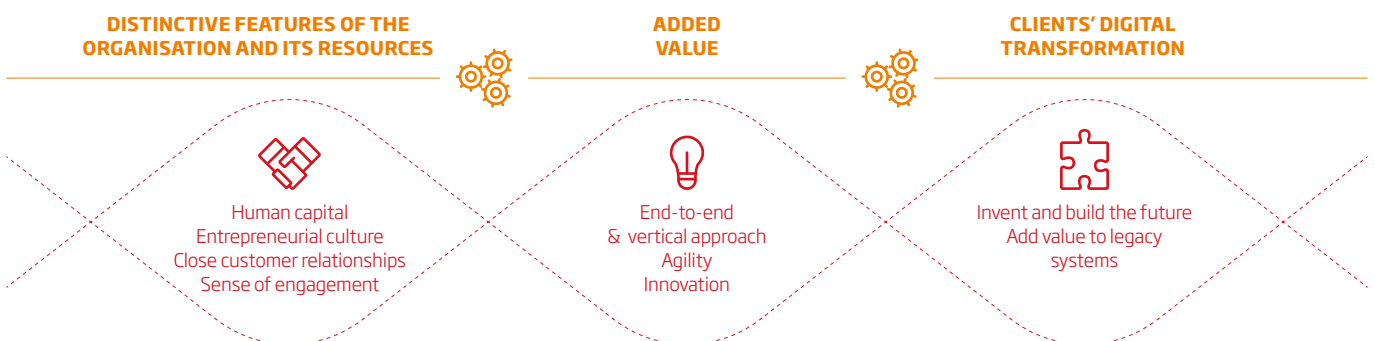 DISTINCTIVE FEATURES OF THE
ORGANISATION AND ITS RESOURCES
Human capital
Entrepreneurial culture
Close customer relationships
Sense of engagement
ADDED
VALUE
End-to-end
& vertical approach
Agility
Innovation
CLIENTS’ DIGITAL
TRANSFORMATION
Invent and build the future
Add value to legacy
systems